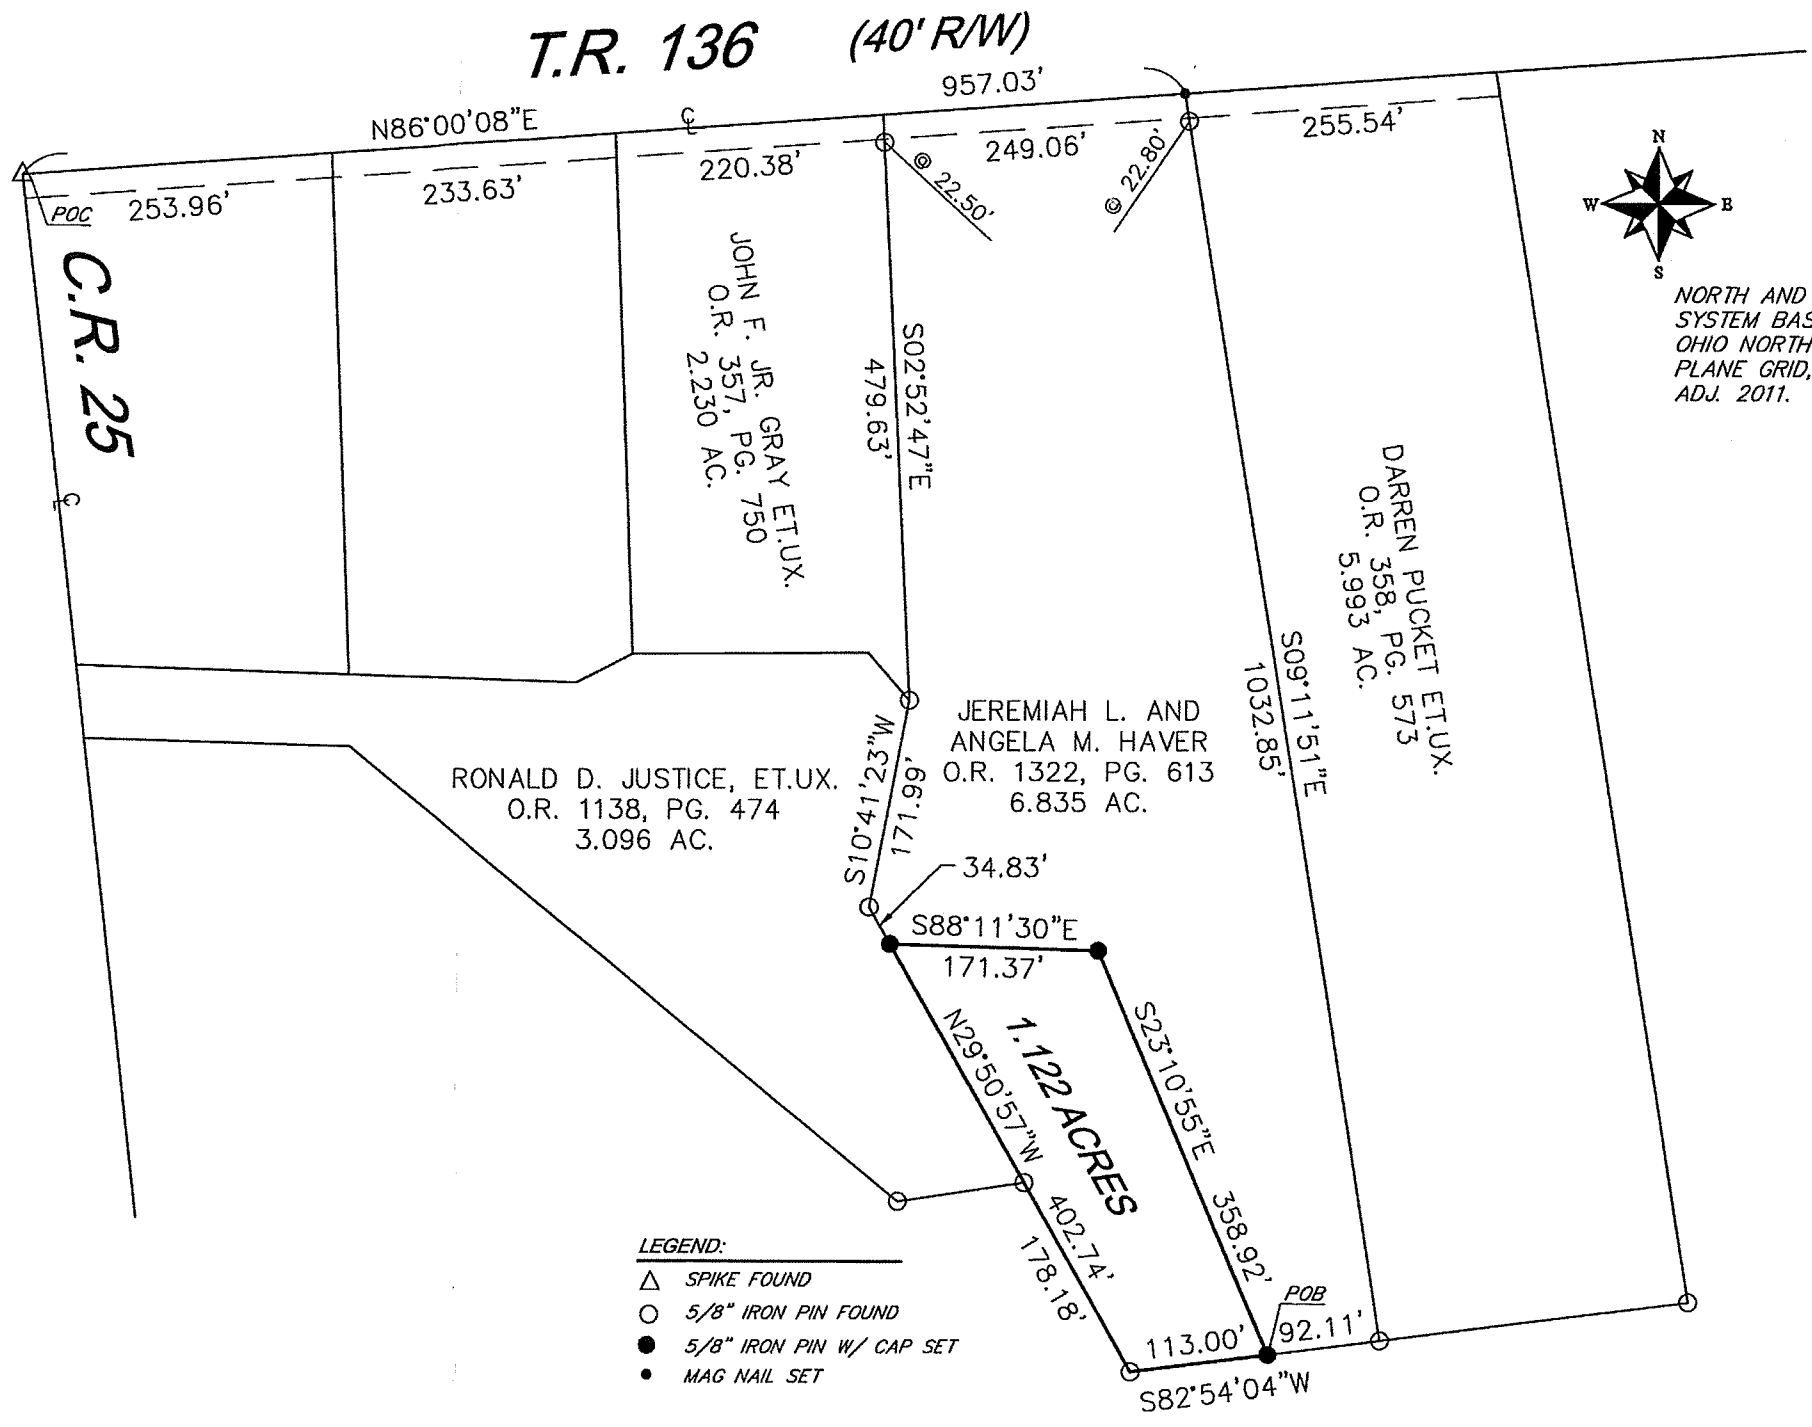 T.R. 136 (40' R/W)
957.03'
N86°00'08"E
℄
253.96'
233.63'
220.38'
249.06'
255.54'
@ 22.50'
@ 22.80'
POC
C.R. 25
℄
N
W
E
S
NORTH AND
SYSTEM BAS
OHIO NORTH
PLANE GRID,
ADJ. 2011.
JOHN F. JR. GRAY ET.UX.
O.R. 357, PG. 750
2.230 AC.
S02°52'47"E
479.63'
DARREN PUCKET ET.UX.
O.R. 358, PG. 573
5.993 AC.
S09°11'51"E
1032.85'
JEREMIAH L. AND
ANGELA M. HAVER
O.R. 1322, PG. 613
6.835 AC.
RONALD D. JUSTICE, ET.UX.
O.R. 1138, PG. 474
3.096 AC.
S10°41'23"W
171.99'
34.83'
S88°11'30"E
171.37'
N29°50'57"W
402.74'
178.18'
1.122 ACRES
S23°10'55"E
358.92'
POB
113.00'
92.11'
S82°54'04"W
LEGEND:
SPIKE FOUND
5/8" IRON PIN FOUND
5/8" IRON PIN W/ CAP SET
MAG NAIL SET